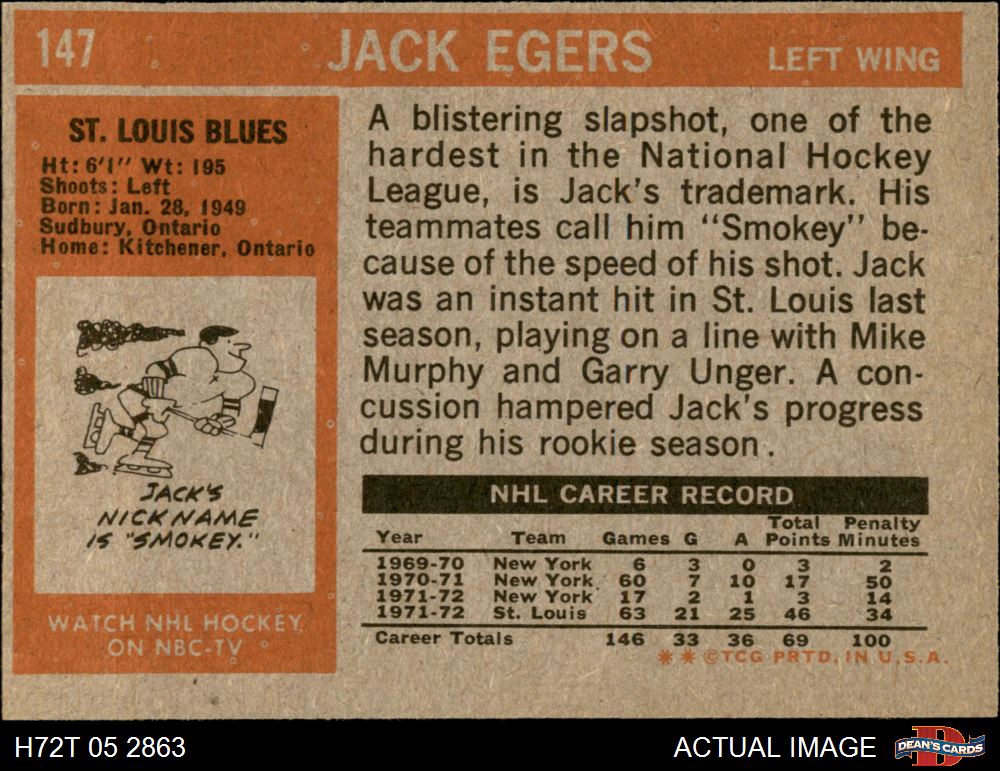 147 JACK EGERS LEFT WING
ST. LOUIS BLUES
Ht: 6'1" Wt: 195
Shoots: Left
Born: Jan. 28, 1949
Sudbury, Ontario
Home: Kitchener, Ontario
JACK'S
NICKNAME
IS "SMOKEY."
WATCH NHL HOCKEY
ON NBC-TV
A blistering slapshot, one of the
hardest in the National Hockey
League, is Jack's trademark. His
teammates call him "Smokey" be-
cause of the speed of his shot. Jack
was an instant hit in St. Louis last
season, playing on a line with Mike
Murphy and Garry Unger. A con-
cussion hampered Jack's progress
during his rookie season.
NHL CAREER RECORD
Total Penalty
Year Team Games G A Points Minutes
1969-70 New York 6 3 0 3 2
1970-71 New York 60 7 10 17 50
1971-72 New York 17 2 1 3 14
1971-72 St. Louis 63 21 25 46 34
Career Totals 146 33 36 69 100
** ©TCG PRTD. IN U.S.A.
H72T 05 2863 ACTUAL IMAGE DEAN'S CARDS